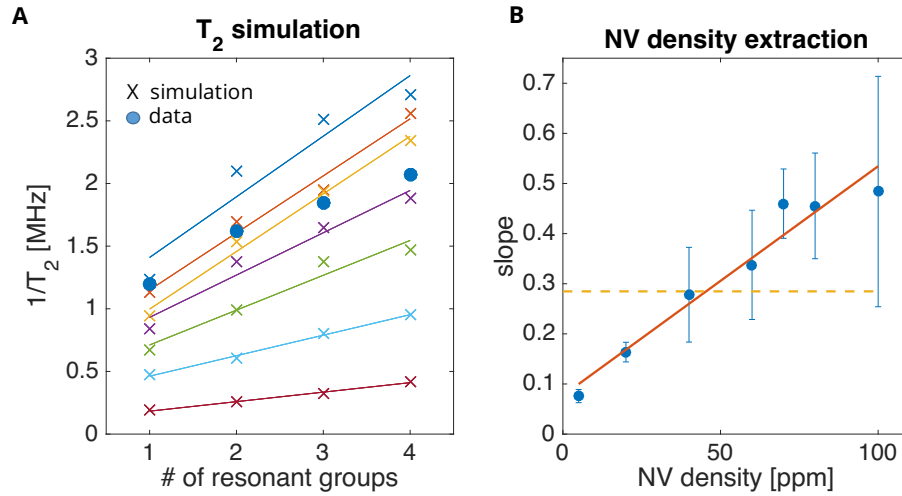 A
T2 simulation
x simulation
data
3
2.5
2
1.5
1
0.5
0
1/T2 [MHz]
1 2 3 4
# of resonant groups
B
NV density extraction
0.7
0.6
0.5
0.4
0.3
0.2
0.1
0
slope
0 50 100
NV density [ppm]